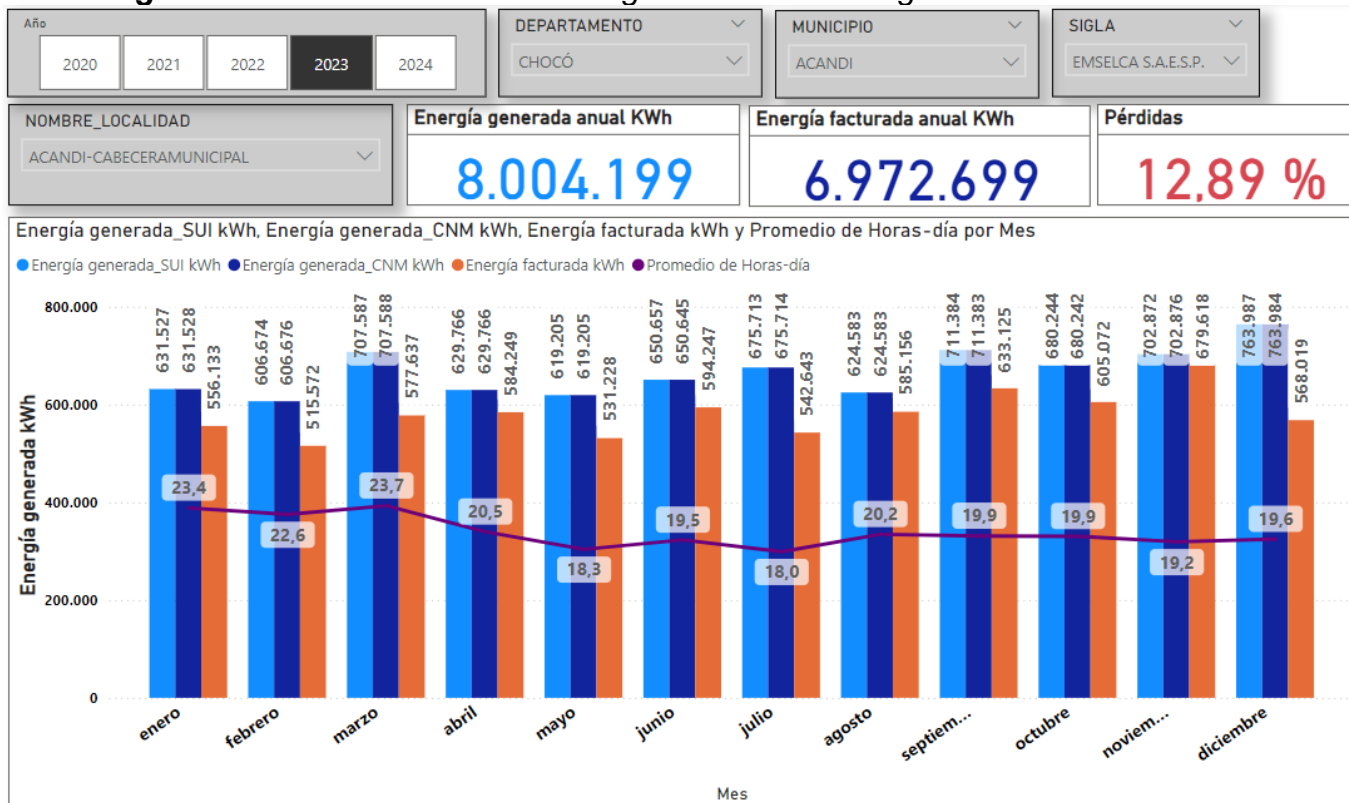 Año
2020 2021 2022 2023 2024
DEPARTAMENTO
CHOCÓ
MUNICIPIO
ACANDI
SIGLA
EMSELCA S.A.E.S.P.
NOMBRE_LOCALIDAD
ACANDI-CABECERAMUNICIPAL
Energía generada anual KWh
8.004.199
Energía facturada anual KWh
6.972.699
Pérdidas
12,89 %
Energía generada_SUI kWh, Energía generada_CNM kWh, Energía facturada kWh y Promedio de Horas-día por Mes
Energía generada_SUI kWh Energía generada_CNM kWh Energía facturada kWh Promedio de Horas-día
Energía generada kWh
800.000
600.000
400.000
200.000
0
631.527 631.528 556.133
606.674 606.676 515.572
707.587 707.588 577.637
629.766 629.766 584.249
619.205 619.205 531.228
650.657 650.645 594.247
675.713 675.714 542.643
624.583 624.583 585.156
711.384 711.383 633.125
680.244 680.242 605.072
702.872 702.876 679.618
763.987 763.984 568.019
23,4 22,6 23,7 20,5 18,3 19,5 18,0 20,2 19,9 19,9 19,2 19,6
enero febrero marzo abril mayo junio julio agosto septiem... octubre noviem... diciembre
Mes